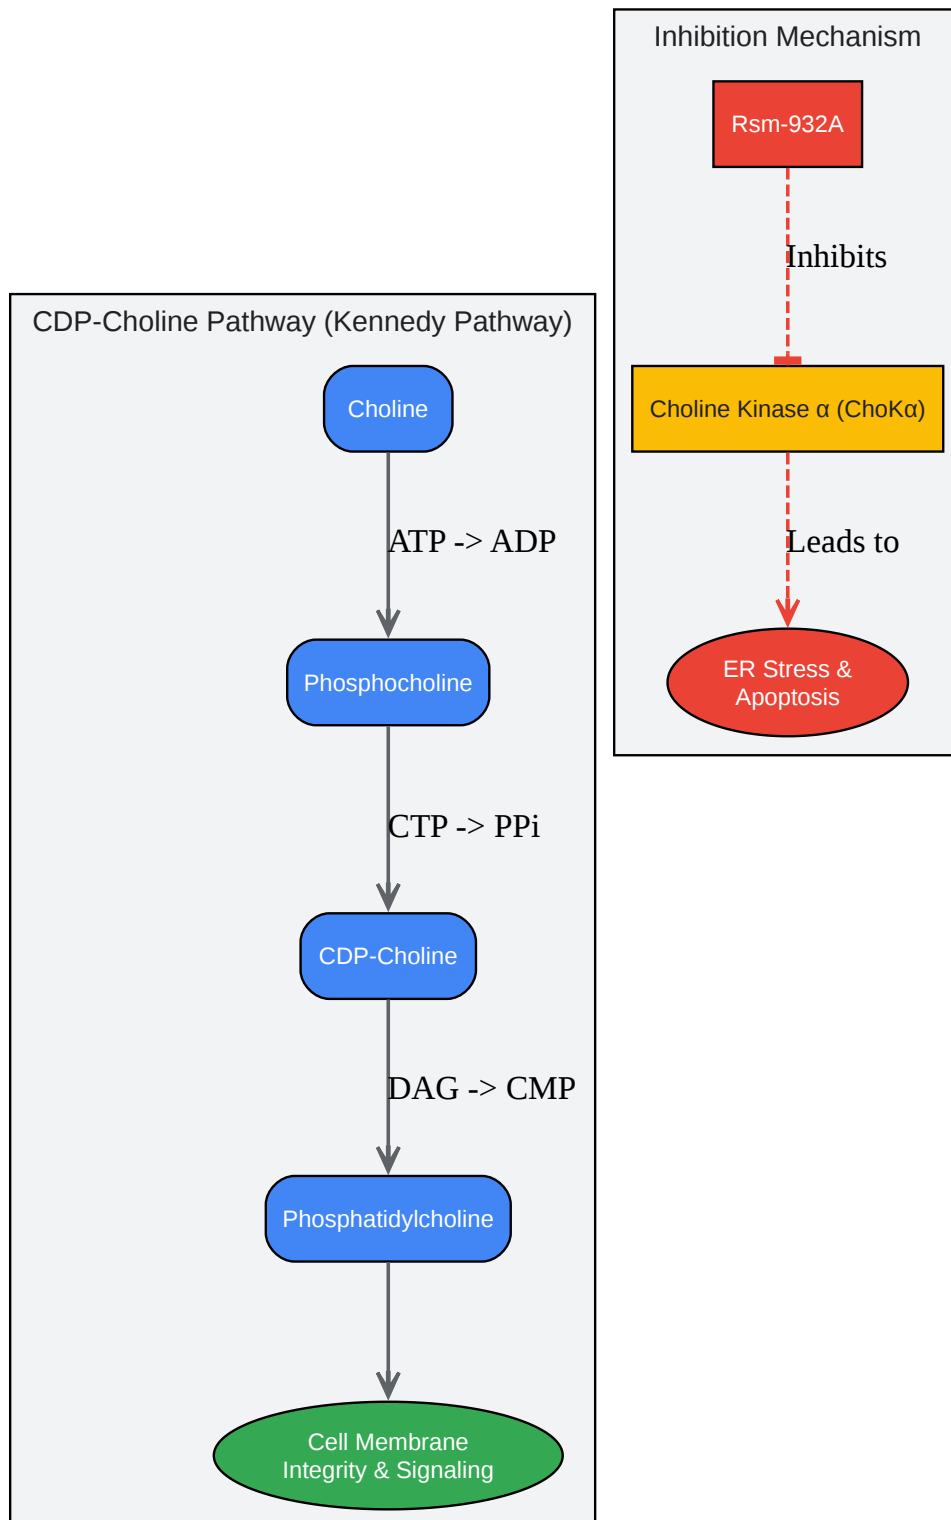 Inhibition Mechanism
Rsm-932A
Inhibits
Choline Kinase α (ChoKα)
Leads to
ER Stress &
Apoptosis
CDP-Choline Pathway (Kennedy Pathway)
Choline
ATP -> ADP
Phosphocholine
CTP -> PPi
CDP-Choline
DAG -> CMP
Phosphatidylcholine
Cell Membrane
Integrity & Signaling